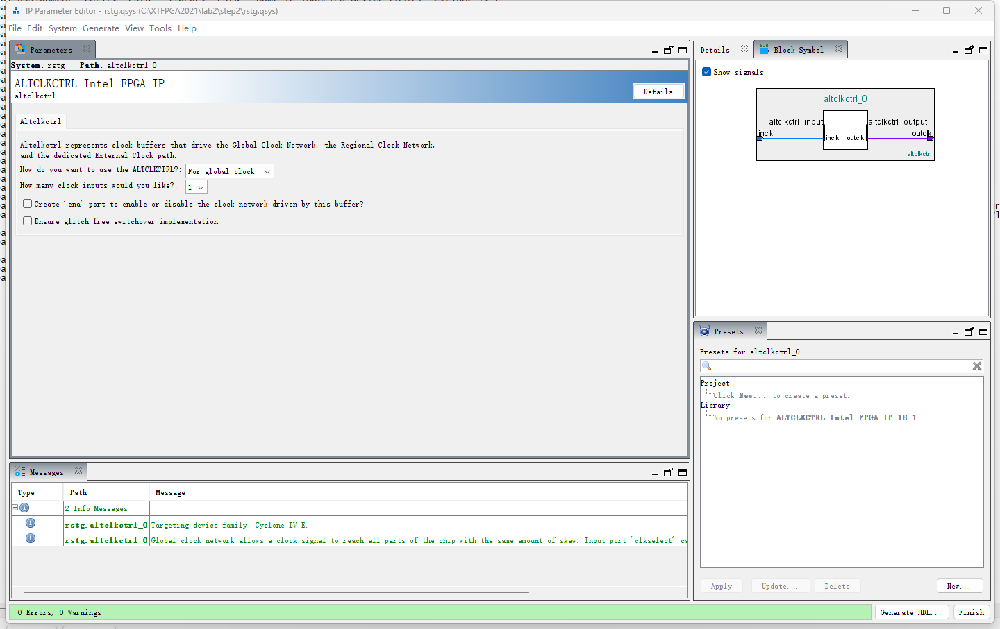 IP Parameter Editor - rstg.qsys (C:\XTFPGA2021\lab2\step2\rstg.qsys)
File Edit System Generate View Tools Help
Parameters
System: rstg Path: altclkctrl_0
ALTCLKCTRL Intel FPGA IP
altclkctrl
Details
Altclkctrl
Altclkctrl represents clock buffers that drive the Global Clock Network, the Regional Clock Network,
and the dedicated External Clock path.
How do you want to use the ALTCLKCTRL?: For global clock
How many clock inputs would you like?: 1
Create 'ena' port to enable or disable the clock network driven by this buffer?
Ensure glitch-free switchover implementation
Details Block Symbol
Show signals
altclkctrl_0
altclkctrl_input altclkctrl_output
inclk outclk
inclk outclk
altclkctrl
Presets
Presets for altclkctrl_0
Project
Click New... to create a preset.
Library
No presets for ALTCLKCTRL Intel FPGA IP 18.1
Apply Update... Delete New...
Messages
Type Path Message
2 Info Messages
rstg.altclkctrl_0 Targeting device family: Cyclone IV E.
rstg.altclkctrl_0 Global clock network allows a clock signal to reach all parts of the chip with the same amount of skew. Input port 'clkselect' ca
0 Errors, 0 Warnings
Generate HDL... Finish